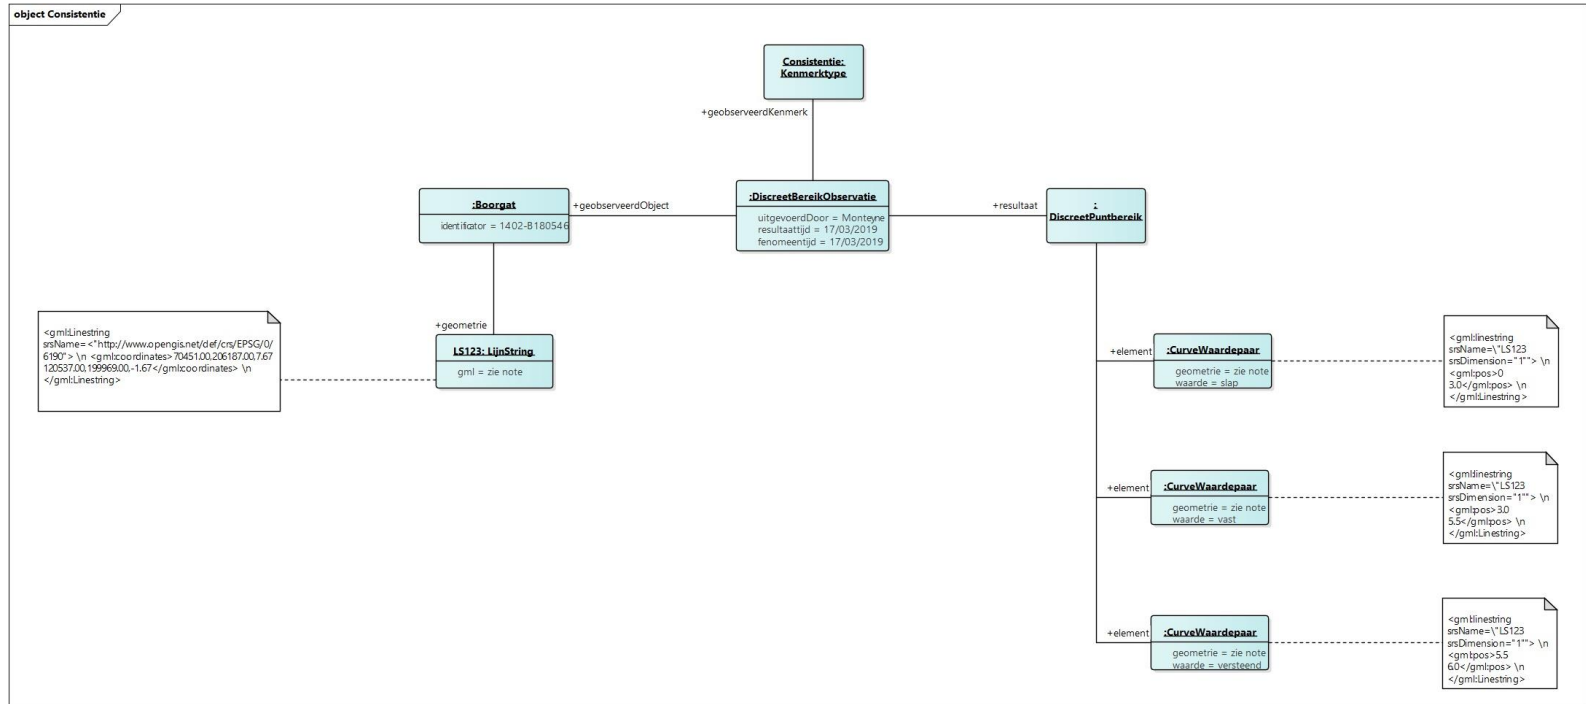 object Consistentie
Consistentie:
Kenmerktype
+geobserveerdKenmerk
:Boorgat
identificator = 1402-B180546
+geobserveerdObject
:DiscreetBereikObservatie
uitgevoerdDoor = Monteyne
resultaattijd = 17/03/2019
fenomeentijd = 17/03/2019
+resultaat
:
DiscreetPuntbereik
+geometrie
LS123: LijnString
gml = zie note
<gml:Linestring
srsName=<"http://www.opengis.net/def/crs/EPSG/0/
6190"> \n <gml:coordinates>70451.00,206187.00,7.67
120537.00,199969.00,-1.67</gml:coordinates> \n
</gml:Linestring>
+element
:CurveWaardepaar
geometrie = zie note
waarde = slap
<gml:linestring
srsName=\"LS123
srsDimension="1""> \n
<gml:pos>0
3.0</gml:pos> \n
</gml:Linestring>
+element
:CurveWaardepaar
geometrie = zie note
waarde = vast
<gml:linestring
srsName=\"LS123
srsDimension="1""> \n
<gml:pos>3.0
5.5</gml:pos> \n
</gml:Linestring>
+element
:CurveWaardepaar
geometrie = zie note
waarde = versteend
<gml:linestring
srsName=\"LS123
srsDimension="1""> \n
<gml:pos>5.5
6.0</gml:pos> \n
</gml:Linestring>